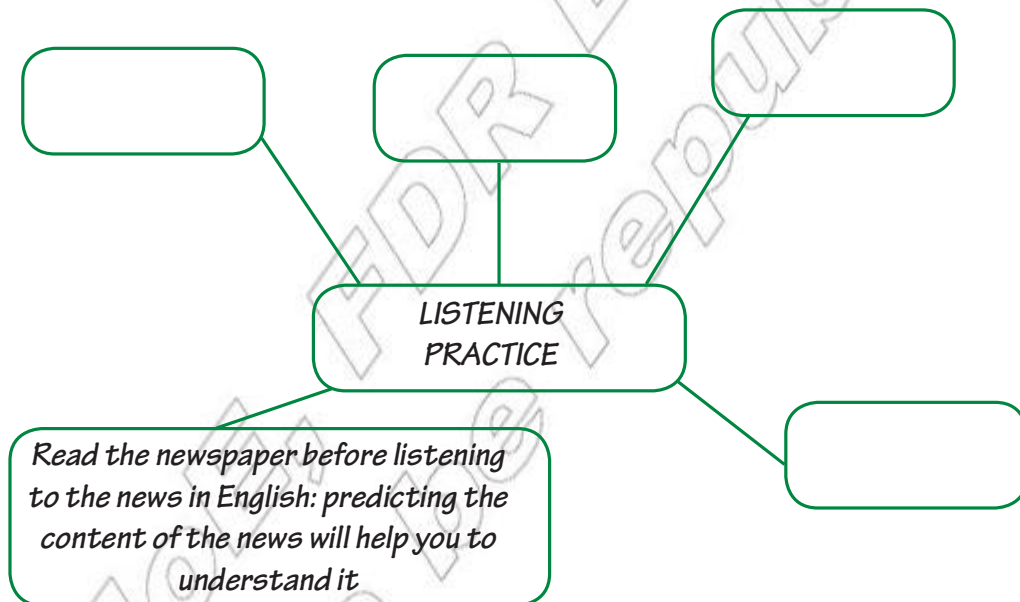 LISTENING
PRACTICE
Read the newspaper before listening
to the news in English: predicting the
content of the news will help you to
understand it